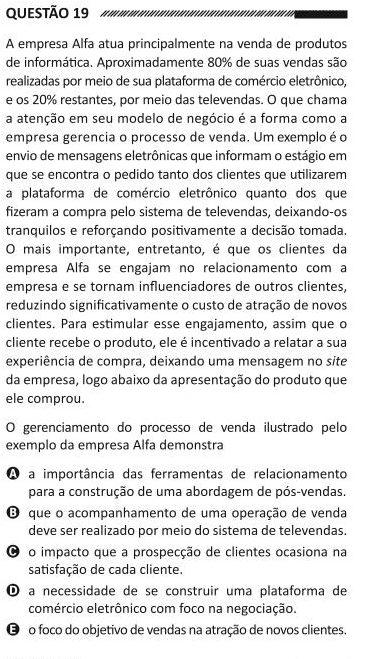 QUESTÃO 19
A empresa Alfa atua principalmente na venda de produtos
de informática. Aproximadamente 80% de suas vendas são
realizadas por meio de sua plataforma de comércio eletrônico,
e os 20% restantes, por meio das televendas. O que chama
a atenção em seu modelo de negócio é a forma como a
empresa gerencia o processo de venda. Um exemplo é o
envio de mensagens eletrônicas que informam o estágio em
que se encontra o pedido tanto dos clientes que utilizarem
a plataforma de comércio eletrônico quanto dos que
fizeram a compra pelo sistema de televendas, deixando-os
tranquilos e reforçando positivamente a decisão tomada.
O mais importante, entretanto, é que os clientes da
empresa Alfa se engajam no relacionamento com a
empresa e se tornam influenciadores de outros clientes,
reduzindo significativamente o custo de atração de novos
clientes. Para estimular esse engajamento, assim que o
cliente recebe o produto, ele é incentivado a relatar a sua
experiência de compra, deixando uma mensagem no site
da empresa, logo abaixo da apresentação do produto que
ele comprou.
O gerenciamento do processo de venda ilustrado pelo
exemplo da empresa Alfa demonstra
A a importância das ferramentas de relacionamento
para a construção de uma abordagem de pós-vendas.
B que o acompanhamento de uma operação de venda
deve ser realizado por meio do sistema de televendas.
C o impacto que a prospecção de clientes ocasiona na
satisfação de cada cliente.
D a necessidade de se construir uma plataforma de
comércio eletrônico com foco na negociação.
E o foco do objetivo de vendas na atração de novos clientes.